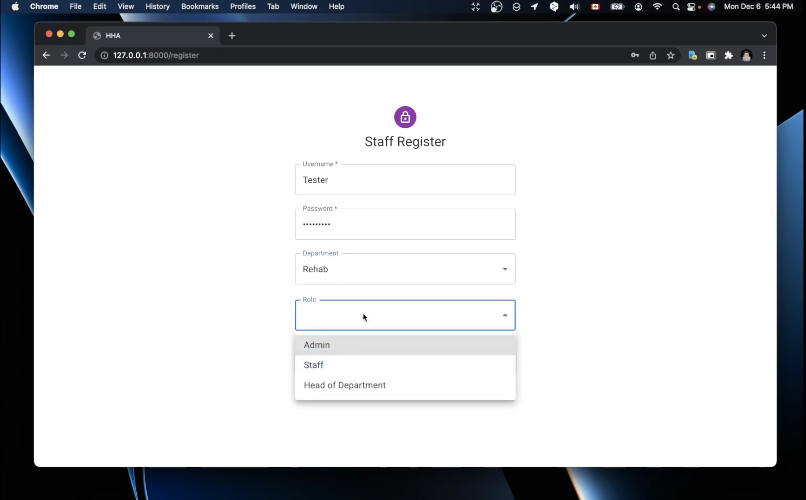 Chrome File Edit View History Bookmarks Profiles Tab Window Help Mon Dec 6 5:44 PM
HHA
127.0.0.1:8000/register
Staff Register
Username *
Tester
Password *
•••••••••
Department
Rehab
Role
Admin
Staff
Head of Department